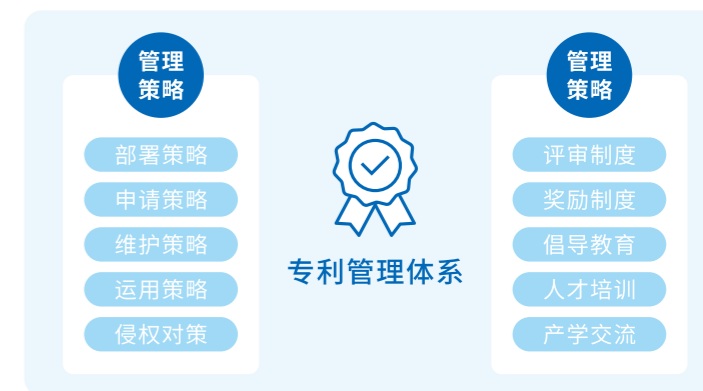 管理
策略
部署策略
申请策略
维护策略
运用策略
侵权对策
专利管理体系
管理
策略
评审制度
奖励制度
倡导教育
人才培训
产学交流